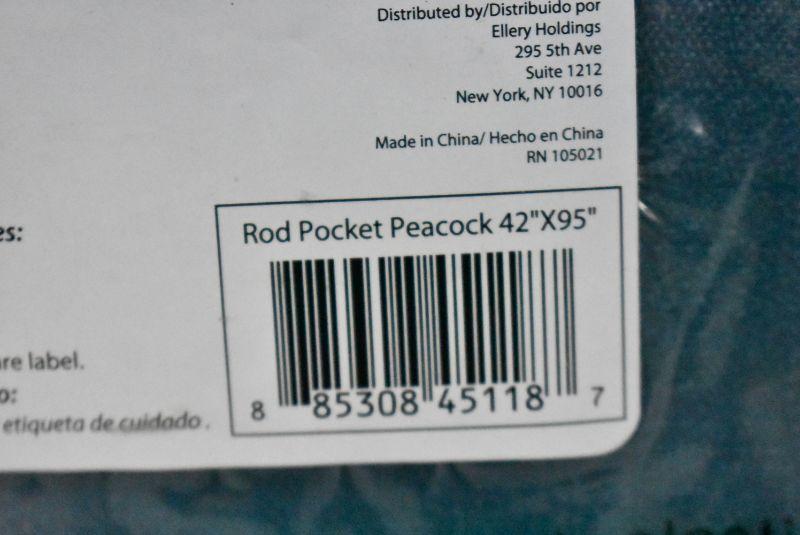 Distributed by/Distribuido por
Ellery Holdings
295 5th Ave
Suite 1212
New York, NY 10016
Made in China/ Hecho en China
RN 105021
es:
Rod Pocket Peacock 42"X95"
8 85308 45118 7
re label.
o:
etiqueta de cuidado.